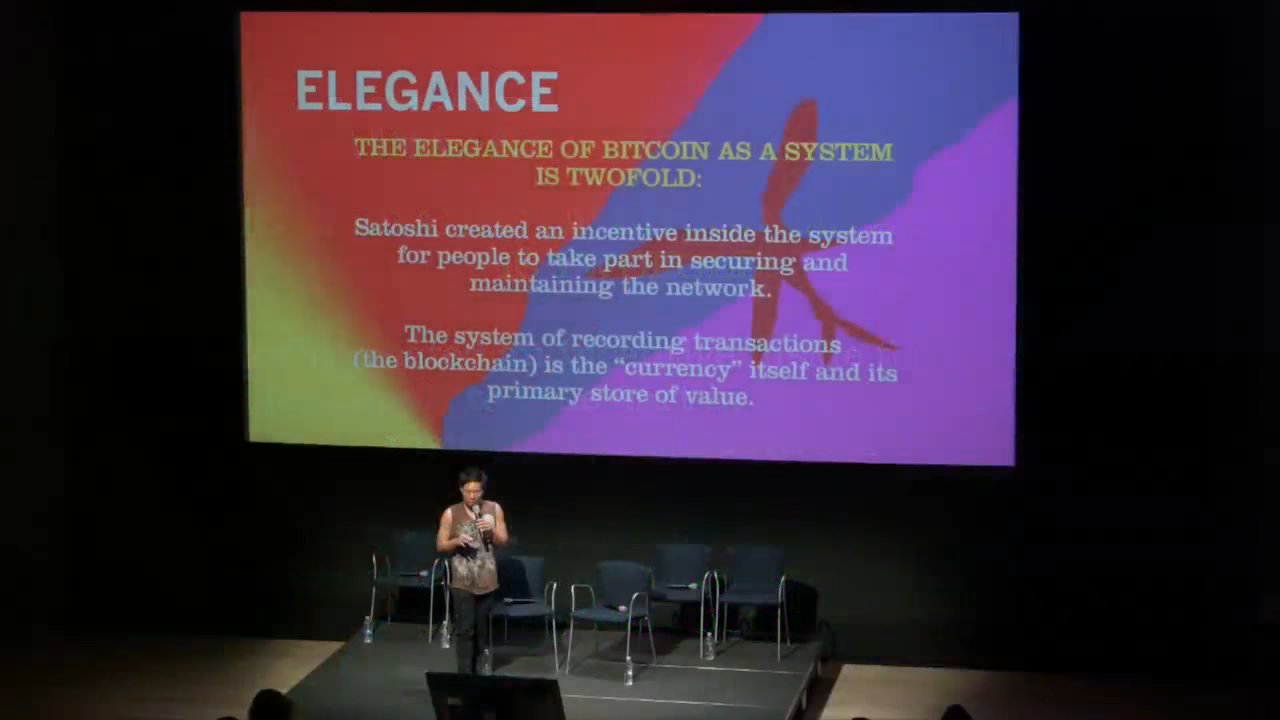 ELEGANCE
THE ELEGANCE OF BITCOIN AS A SYSTEM
IS TWOFOLD:
Satoshi created an incentive inside the system
for people to take part in securing and
maintaining the network.
The system of recording transactions
(the blockchain) is the “currency” itself and its
primary store of value.